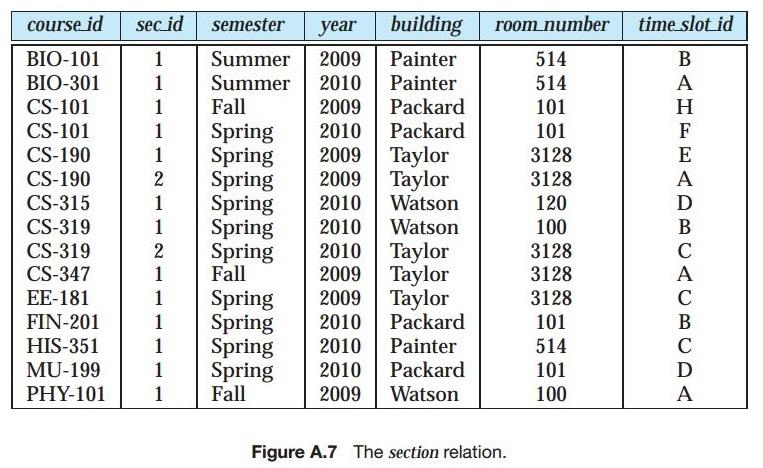 course_id sec_id semester year building room_number time_slot_id
BIO-101 1 Summer 2009 Painter 514 B
BIO-301 1 Summer 2010 Painter 514 A
CS-101 1 Fall 2009 Packard 101 H
CS-101 1 Spring 2010 Packard 101 F
CS-190 1 Spring 2009 Taylor 3128 E
CS-190 2 Spring 2009 Taylor 3128 A
CS-315 1 Spring 2010 Watson 120 D
CS-319 1 Spring 2010 Watson 100 B
CS-319 2 Spring 2010 Taylor 3128 C
CS-347 1 Fall 2009 Taylor 3128 A
EE-181 1 Spring 2009 Taylor 3128 C
FIN-201 1 Spring 2010 Packard 101 B
HIS-351 1 Spring 2010 Painter 514 C
MU-199 1 Spring 2010 Packard 101 D
PHY-101 1 Fall 2009 Watson 100 A
Figure A.7 The section relation.